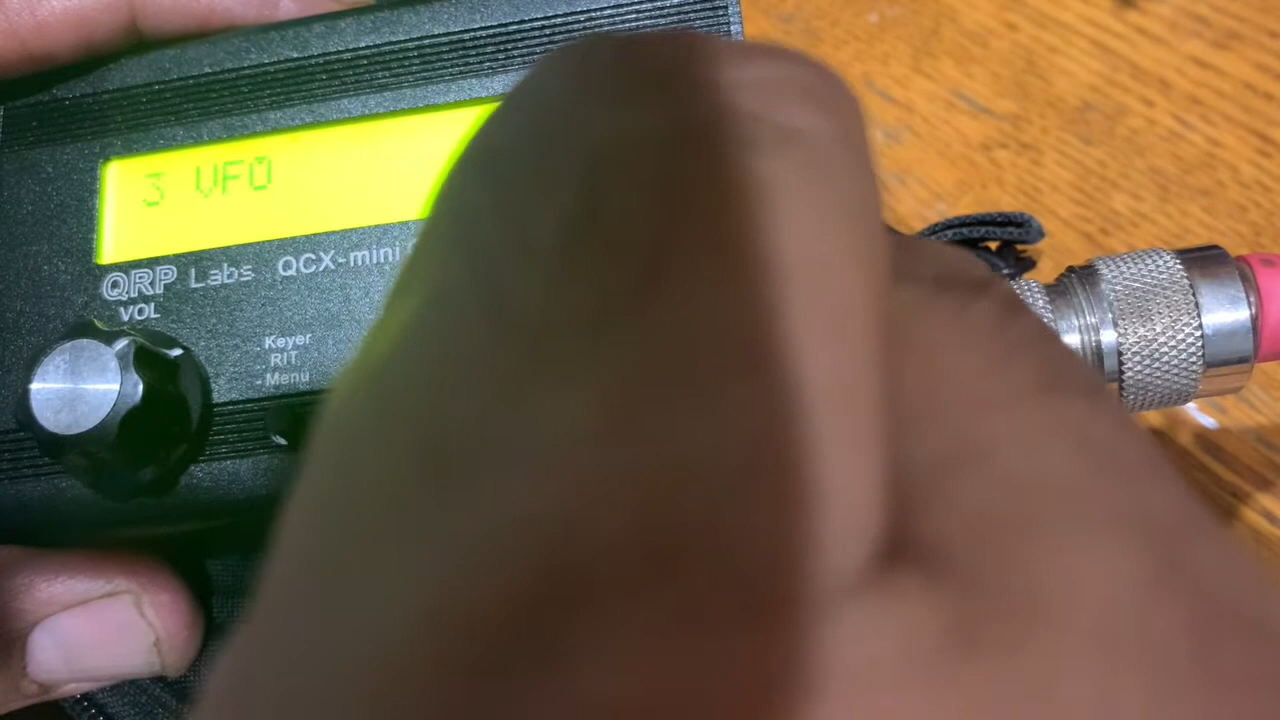 3 VFO
QRP Labs QCX-mini
VOL
Keyer
RIT
Menu